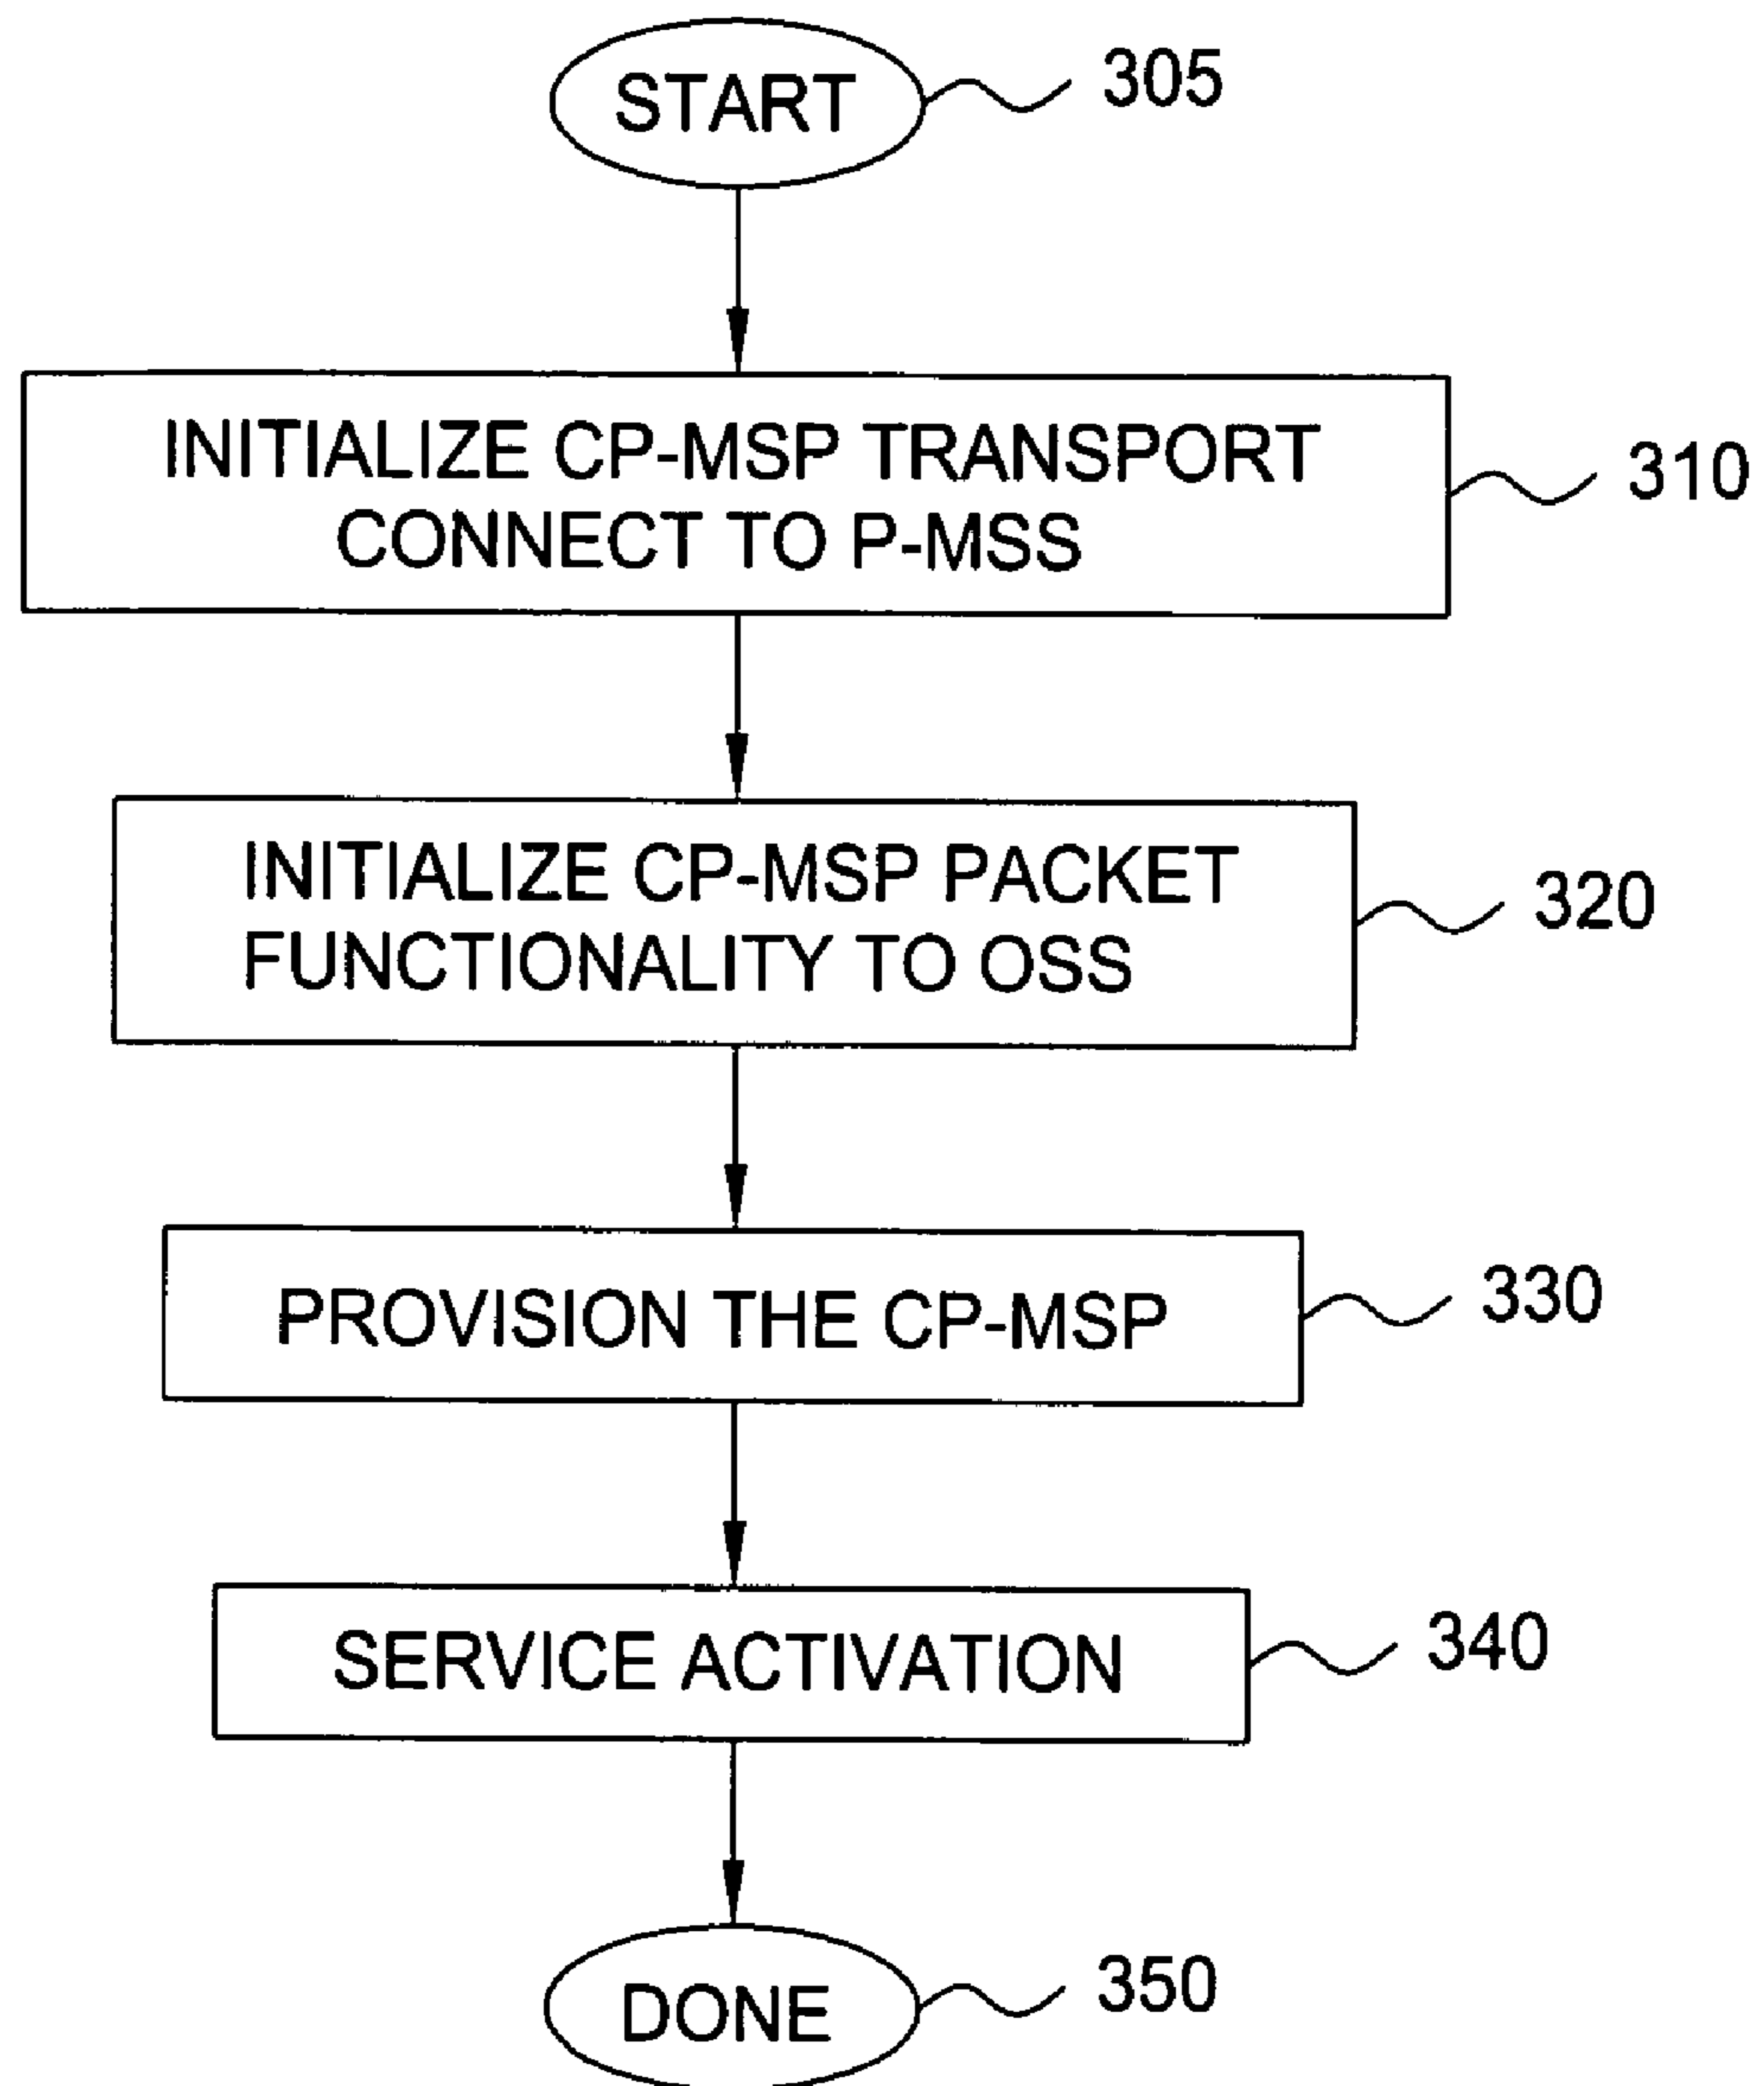 START
305
INITIALIZE CP-MSP TRANSPORT
CONNECT TO P-MSS
310
INITIALIZE CP-MSP PACKET
FUNCTIONALITY TO OSS
320
PROVISION THE CP-MSP
330
SERVICE ACTIVATION
340
DONE
350